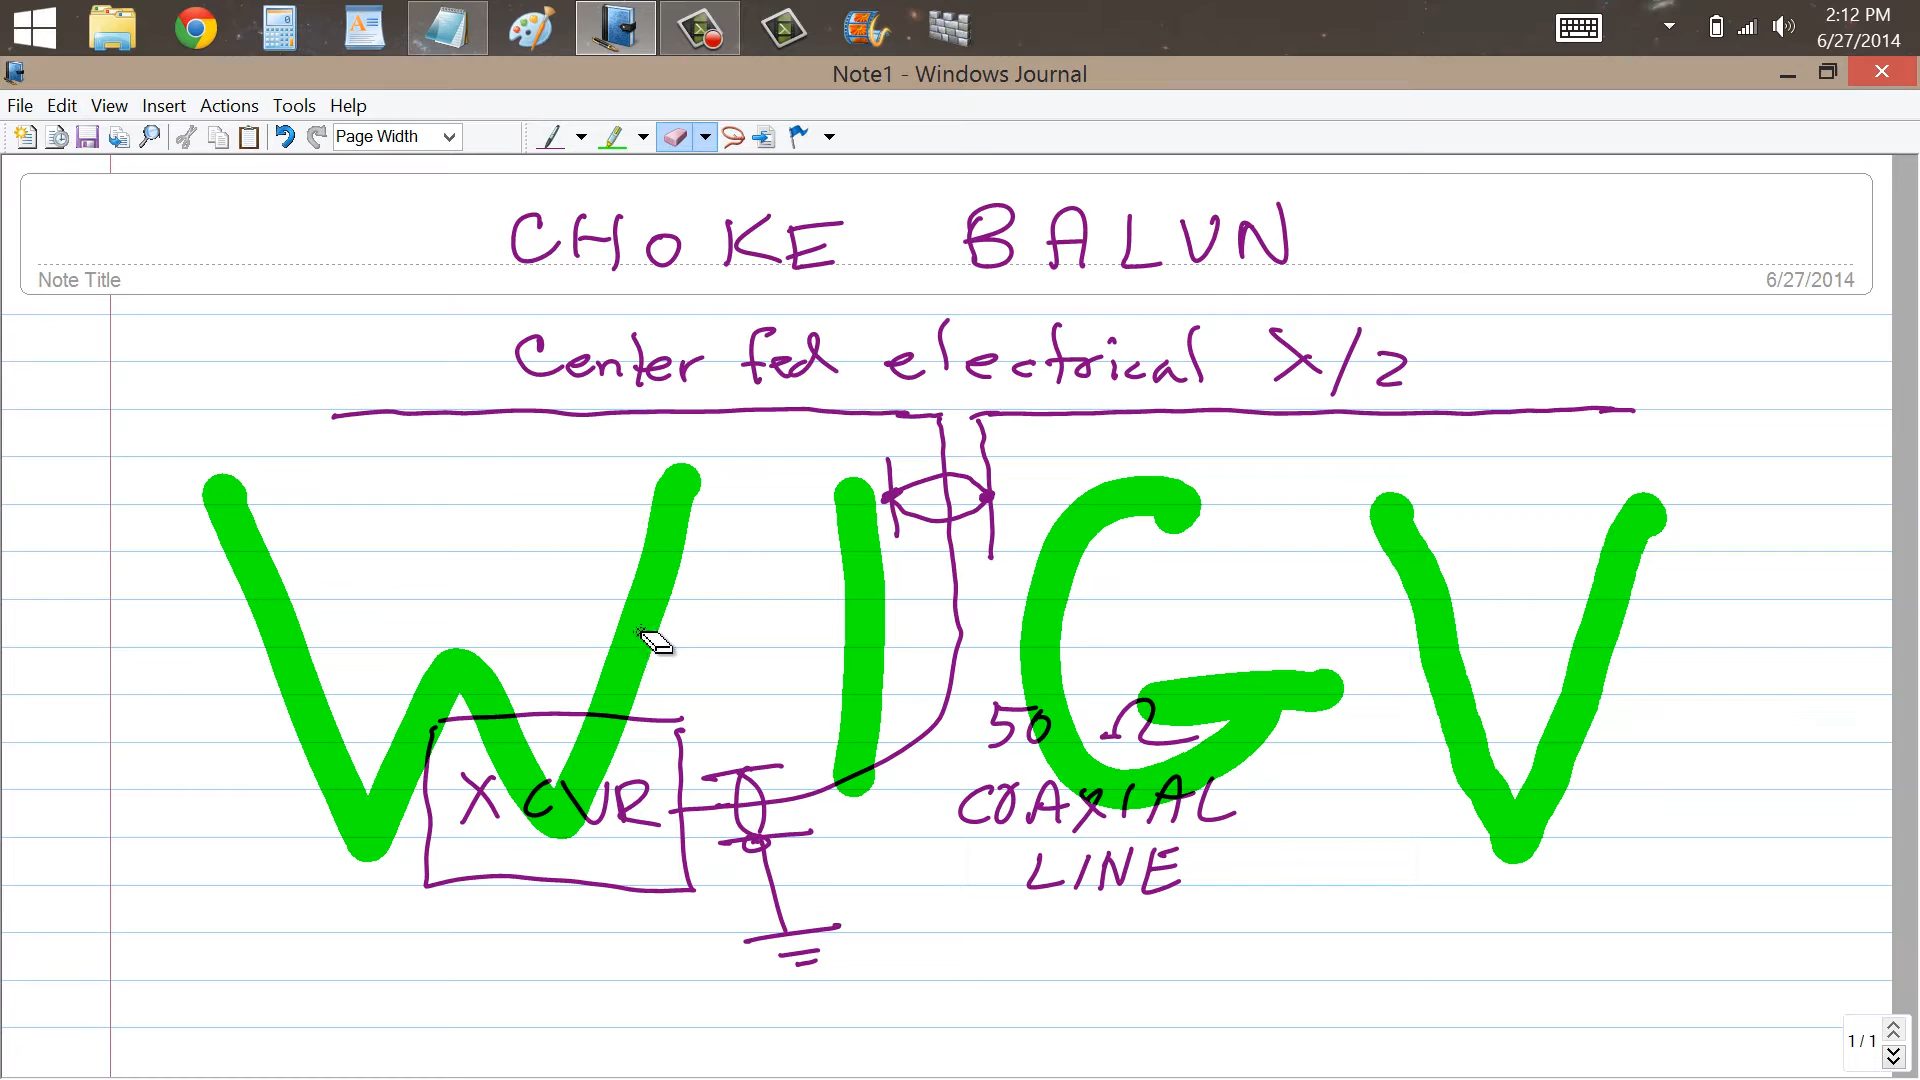 2:12 PM
6/27/2014
Note1 - Windows Journal
File Edit View Insert Actions Tools Help
Page Width
CHOKE BALUN
Note Title 6/27/2014
Center fed electrical λ/2
W1GV
50 Ω
XCVR
COAXIAL
LINE
1 / 1